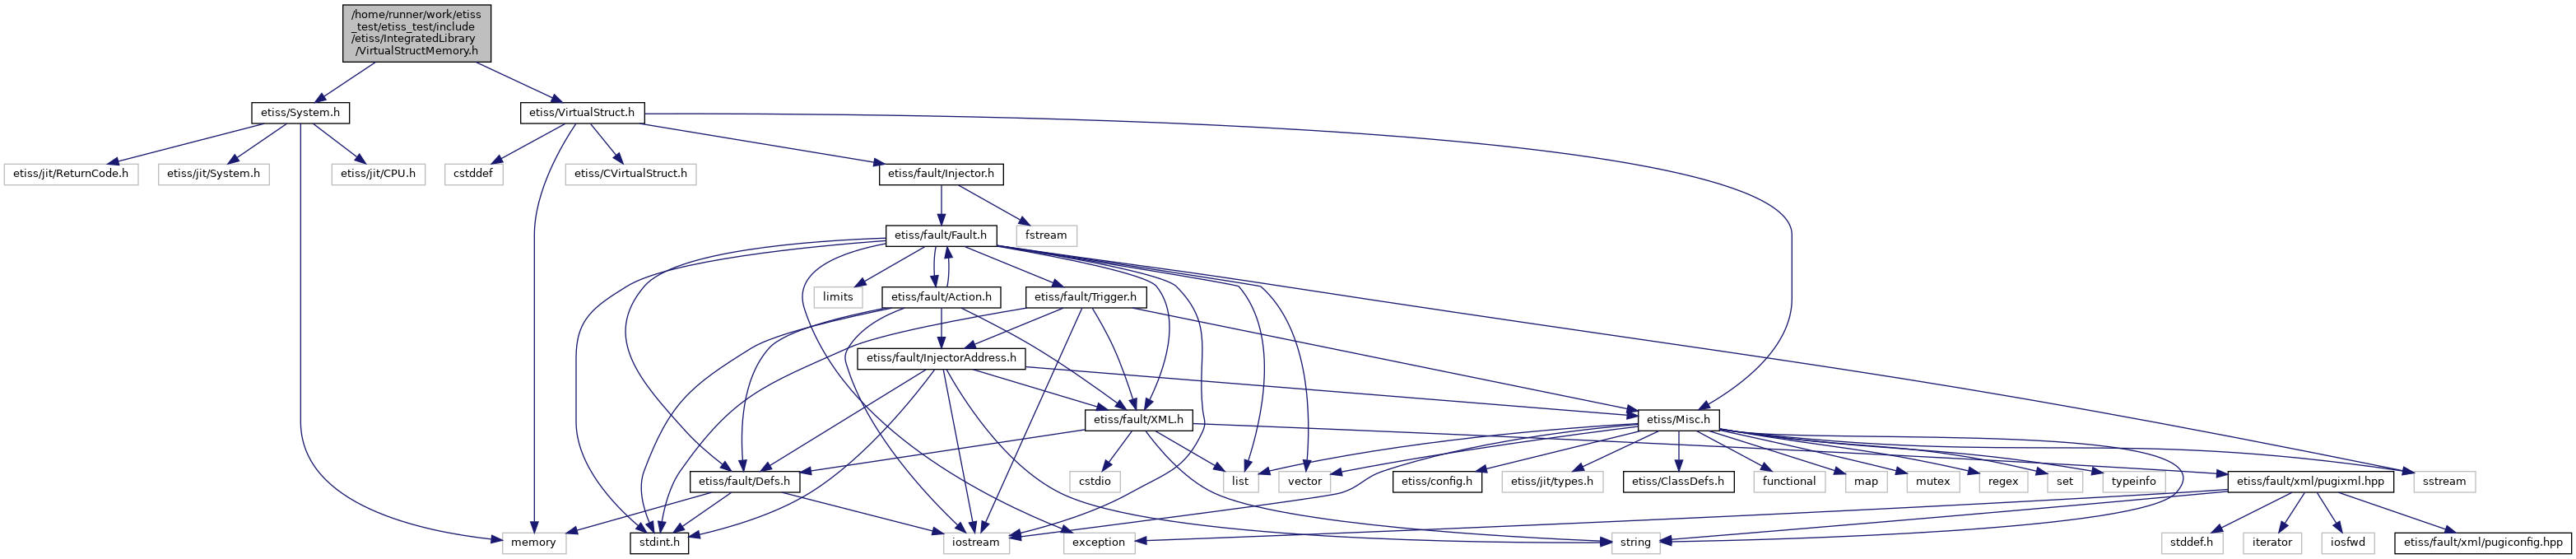 /home/runner/work/etiss
_test/etiss_test/include
/etiss/IntegratedLibrary
/VirtualStructMemory.h
etiss/System.h
etiss/VirtualStruct.h
etiss/jit/ReturnCode.h
etiss/jit/System.h
etiss/jit/CPU.h
cstddef
etiss/CVirtualStruct.h
etiss/fault/Injector.h
etiss/fault/Fault.h
fstream
limits
etiss/fault/Action.h
etiss/fault/Trigger.h
etiss/fault/InjectorAddress.h
etiss/fault/XML.h
etiss/Misc.h
etiss/fault/Defs.h
cstdio
list
vector
etiss/config.h
etiss/jit/types.h
etiss/ClassDefs.h
functional
map
mutex
regex
set
typeinfo
etiss/fault/xml/pugixml.hpp
sstream
memory
stdint.h
iostream
exception
string
stddef.h
iterator
iosfwd
etiss/fault/xml/pugiconfig.hpp